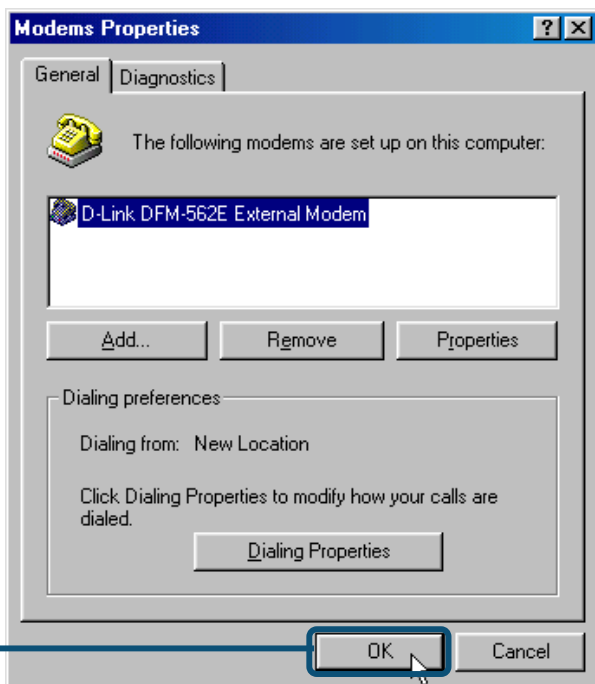 Modems Properties
General Diagnostics
The following modems are set up on this computer:
D-Link DFM-562E External Modem
Add... Remove Properties
Dialing preferences
Dialing from: New Location
Click Dialing Properties to modify how your calls are
dialed.
Dialing Properties
OK Cancel